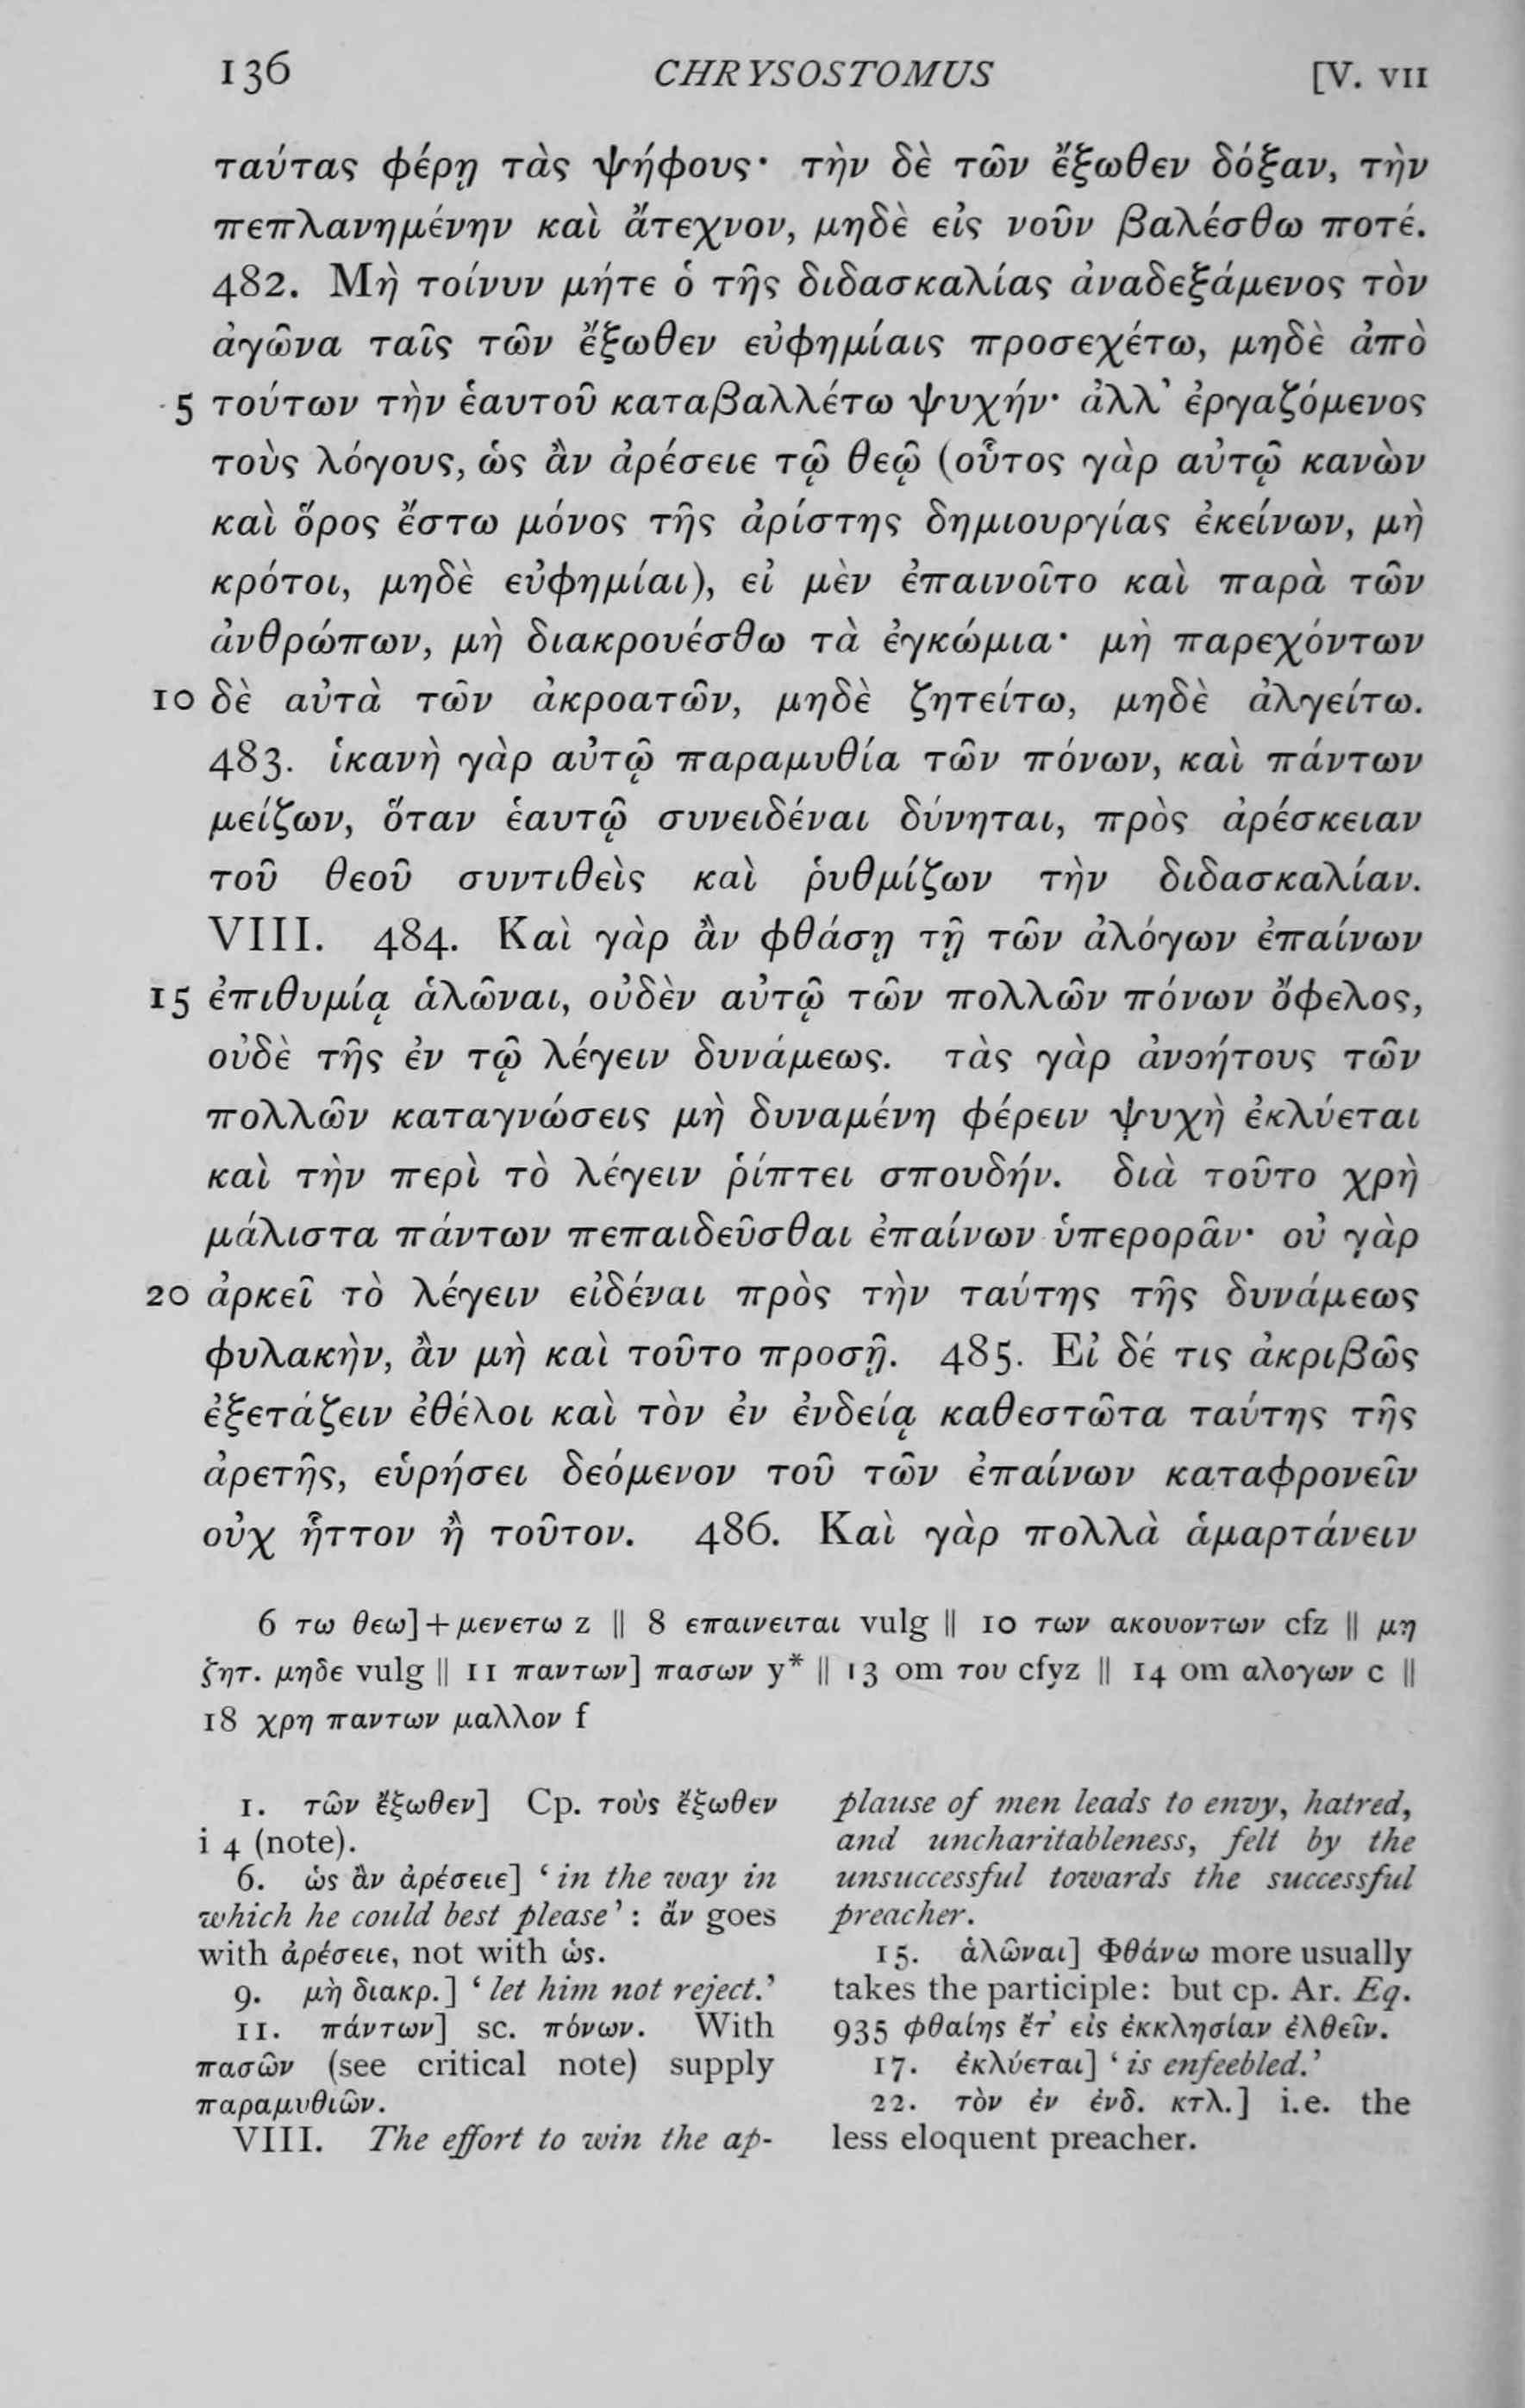 136 CHRYSOSTOMUS [V. VII
ταύτας φέρῃ τὰς ψήφους· τὴν δὲ τῶν ἔξωθεν δόξαν, τὴν
πεπλανημένην καὶ ἄτεχνον, μηδὲ εἰς νοῦν βαλέσθω ποτέ.
482. Μὴ τοίνυν μήτε ὁ τῆς διδασκαλίας ἀναδεξάμενος τὸν
ἀγῶνα ταῖς τῶν ἔξωθεν εὐφημίαις προσεχέτω, μηδὲ ἀπὸ
5 τούτων τὴν ἑαυτοῦ καταβαλλέτω ψυχήν· ἀλλ’ ἐργαζόμενος
τοὺς λόγους, ὡς ἂν ἀρέσειε τῷ θεῷ (οὗτος γὰρ αὐτῷ κανὼν
καὶ ὅρος ἔστω μόνος τῆς ἀρίστης δημιουργίας ἐκείνων, μὴ
κρότοι, μηδὲ εὐφημίαι), εἰ μὲν ἐπαινοῖτο καὶ παρὰ τῶν
ἀνθρώπων, μὴ διακρουέσθω τὰ ἐγκώμια· μὴ παρεχόντων
10 δὲ αὐτὰ τῶν ἀκροατῶν, μηδὲ ζητείτω, μηδὲ ἀλγείτω.
483. ἱκανὴ γὰρ αὐτῷ παραμυθία τῶν πόνων, καὶ πάντων
μείζων, ὅταν ἑαυτῷ συνειδέναι δύνηται, πρὸς ἀρέσκειαν
τοῦ θεοῦ συντιθεὶς καὶ ῥυθμίζων τὴν διδασκαλίαν.
VIII. 484. Καὶ γὰρ ἂν φθάσῃ τῇ τῶν ἀλόγων ἐπαίνων
15 ἐπιθυμίᾳ ἁλῶναι, οὐδὲν αὐτῷ τῶν πολλῶν πόνων ὄφελος,
οὐδὲ τῆς ἐν τῷ λέγειν δυνάμεως. τὰς γὰρ ἀνοήτους τῶν
πολλῶν καταγνώσεις μὴ δυναμένη φέρειν ψυχὴ ἐκλύεται
καὶ τὴν περὶ τὸ λέγειν ῥίπτει σπουδήν. διὰ τοῦτο χρὴ
μάλιστα πάντων πεπαιδεῦσθαι ἐπαίνων ὑπερορᾶν· οὐ γὰρ
20 ἀρκεῖ τὸ λέγειν εἰδέναι πρὸς τὴν ταύτης τῆς δυνάμεως
φυλακὴν, ἂν μὴ καὶ τοῦτο προσῇ. 485. Εἰ δέ τις ἀκριβῶς
ἐξετάζειν ἐθέλοι καὶ τὸν ἐν ἐνδείᾳ καθεστῶτα ταύτης τῆς
ἀρετῆς, εὑρήσει δεόμενον τοῦ τῶν ἐπαίνων καταφρονεῖν
οὐχ ἧττον ἢ τοῦτον. 486. Καὶ γὰρ πολλὰ ἁμαρτάνειν
6 τω θεω]+μενετω z || 8 επαινειται vulg || 10 των ακουοντων cfz || μη
ζητ. μηδε vulg || 11 παντων] πασων y* || 13 om του cfyz || 14 om αλογων c ||
18 χρη παντων μαλλον f
1. τῶν ἔξωθεν] Cp. τοὺς ἔξωθεν
i 4 (note).
6. ὡς ἂν ἀρέσειε] ‘in the way in
which he could best please’: ἄν goes
with ἀρέσειε, not with ὡς.
9. μὴ διακρ.] ‘let him not reject.’
11. πάντων] sc. πόνων. With
πασῶν (see critical note) supply
παραμυθιῶν.
VIII. The effort to win the ap-
plause of men leads to envy, hatred,
and uncharitableness, felt by the
unsuccessful towards the successful
preacher.
15. ἁλῶναι] Φθάνω more usually
takes the participle: but cp. Ar. Eq.
935 φθαίης ἔτ’ εἰς ἐκκλησίαν ἐλθεῖν.
17. ἐκλύεται] ‘is enfeebled.’
22. τὸν ἐν ἐνδ. κτλ.] i.e. the
less eloquent preacher.